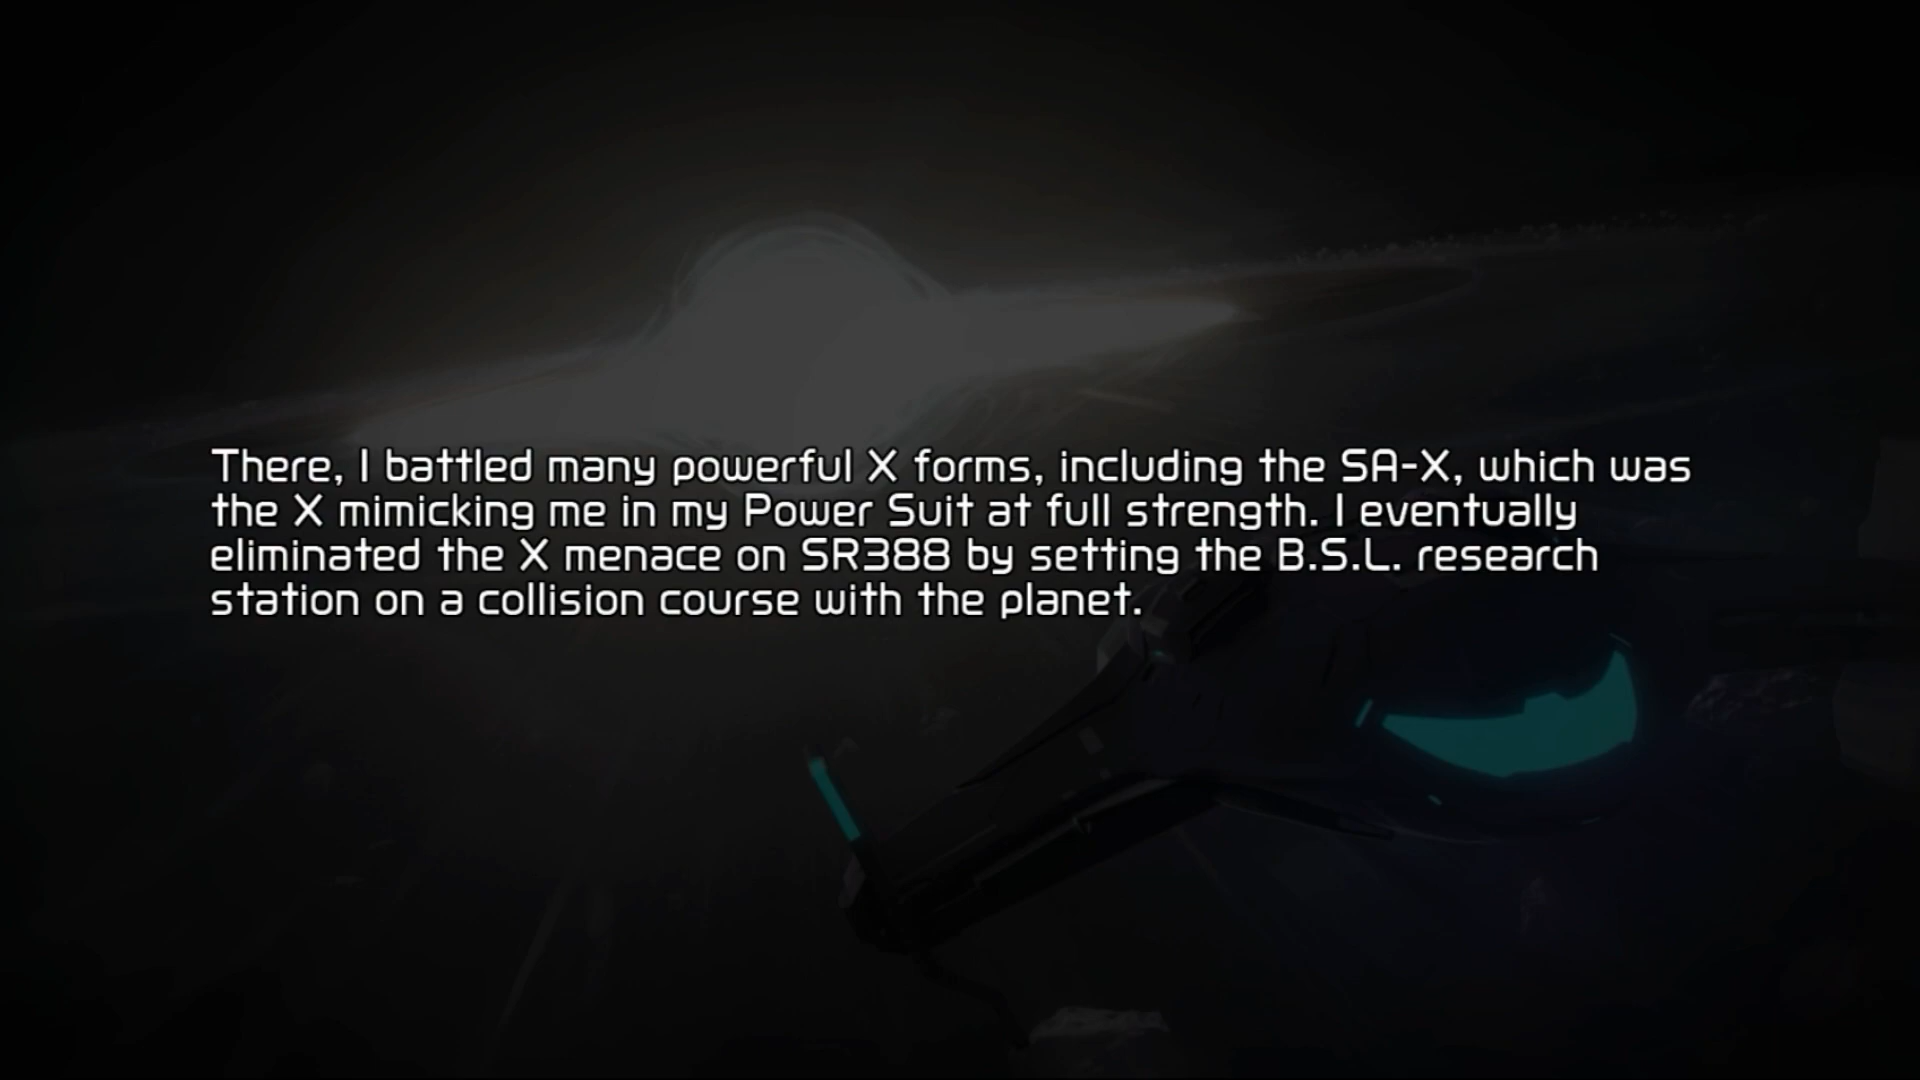 There, I battled many powerful X forms, including the SA-X, which was
the X mimicking me in my Power Suit at full strength. I eventually
eliminated the X menace on SR388 by setting the B.S.L. research
station on a collision course with the planet.